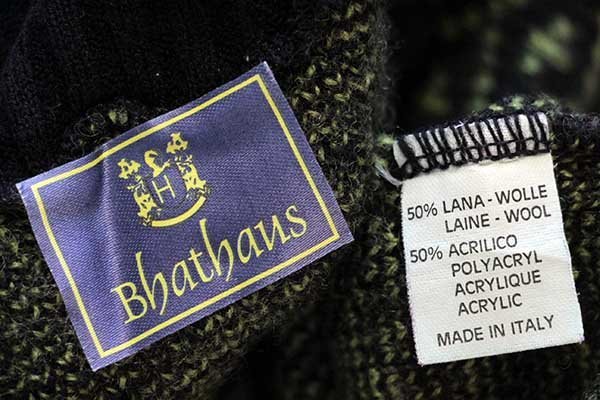 H
Bhathaus
50% LANA - WOLLE
LAINE - WOOL
50% ACRILICO
POLYACRYL
ACRYLIQUE
ACRYLIC
MADE IN ITALY